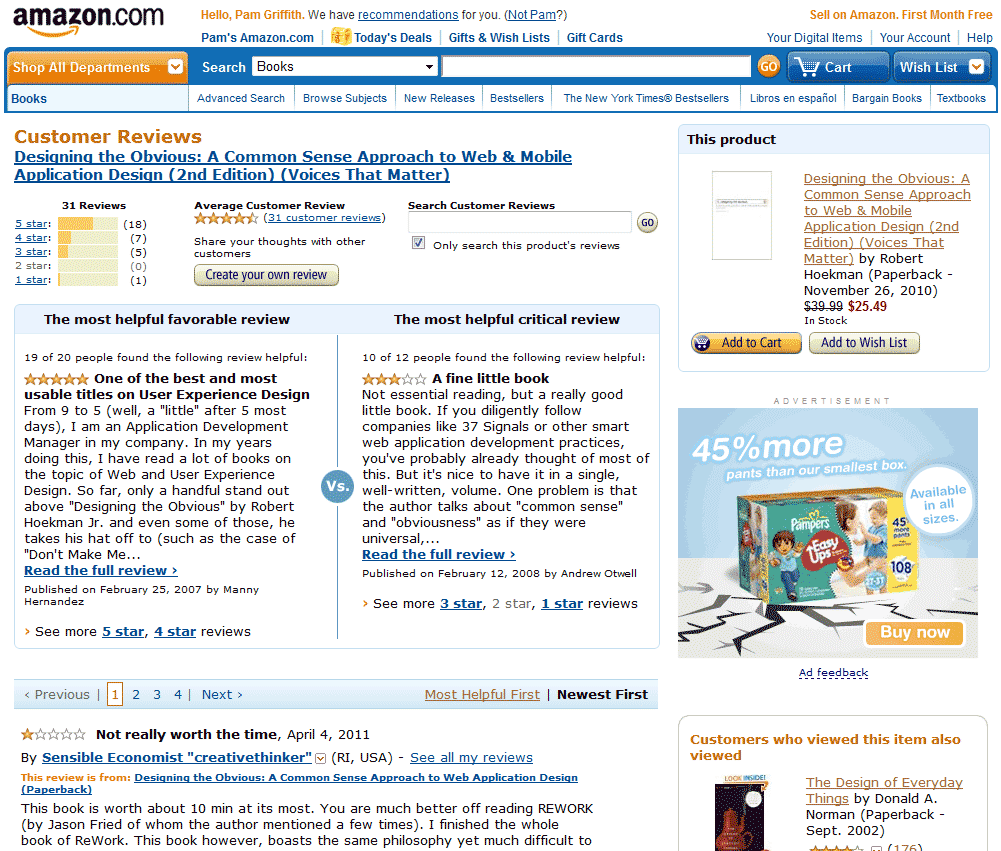 amazon.com
Hello, Pam Griffith. We have recommendations for you. (Not Pam?)
Sell on Amazon. First Month Free
Pam's Amazon.com
Today's Deals
Gifts & Wish Lists
Gift Cards
Your Digital Items
Your Account
Help
Shop All Departments
Search
Books
GO
Cart
Wish List
Books
Advanced Search
Browse Subjects
New Releases
Bestsellers
The New York Times® Bestsellers
Libros en español
Bargain Books
Textbooks
Customer Reviews
Designing the Obvious: A Common Sense Approach to Web & Mobile
Application Design (2nd Edition) (Voices That Matter)
31 Reviews
5 star: (18)
4 star: (7)
3 star: (5)
2 star: (0)
1 star: (1)
Average Customer Review
(31 customer reviews)
Share your thoughts with other
customers
Create your own review
Search Customer Reviews
GO
Only search this product's reviews
The most helpful favorable review
19 of 20 people found the following review helpful:
One of the best and most
usable titles on User Experience Design
From 9 to 5 (well, a "little" after 5 most
days), I am an Application Development
Manager in my company. In my years
doing this, I have read a lot of books on
the topic of Web and User Experience
Design. So far, only a handful stand out
above "Designing the Obvious" by Robert
Hoekman Jr. and even some of those, he
takes his hat off to (such as the case of
"Don't Make Me...
Read the full review ›
Published on February 25, 2007 by Manny
Hernandez
› See more 5 star, 4 star reviews
Vs.
The most helpful critical review
10 of 12 people found the following review helpful:
A fine little book
Not essential reading, but a really good
little book. If you diligently follow
companies like 37 Signals or other smart
web application development practices,
you've probably already thought of most of
this. But it's nice to have it in a single,
well-written, volume. One problem is that
the author talks about "common sense"
and "obviousness" as if they were
universal,...
Read the full review ›
Published on February 12, 2008 by Andrew Otwell
› See more 3 star, 2 star, 1 star reviews
‹ Previous | 1 2 3 4 | Next ›
Most Helpful First | Newest First
Not really worth the time, April 4, 2011
By Sensible Economist "creativethinker" (RI, USA) - See all my reviews
This review is from: Designing the Obvious: A Common Sense Approach to Web Application Design
(Paperback)
This book is worth about 10 min at its most. You are much better off reading REWORK
(by Jason Fried of whom the author mentioned a few times). I finished the whole
book of ReWork. This book however, boasts the same philosophy yet much difficult to
This product
Designing the Obvious: A
Common Sense Approach
to Web & Mobile
Application Design (2nd
Edition) (Voices That
Matter) by Robert
Hoekman (Paperback -
November 26, 2010)
$39.99 $25.49
In Stock
Add to Cart
Add to Wish List
ADVERTISEMENT
45% more
pants than our smallest box.
Available
in all
sizes.
Pampers
Easy
Ups
45
more
pants
108
27-37
Buy now
Ad feedback
Customers who viewed this item also
viewed
LOOK INSIDE!
The Design of Everyday
Things by Donald A.
Norman (Paperback -
Sept. 2002)
(176)